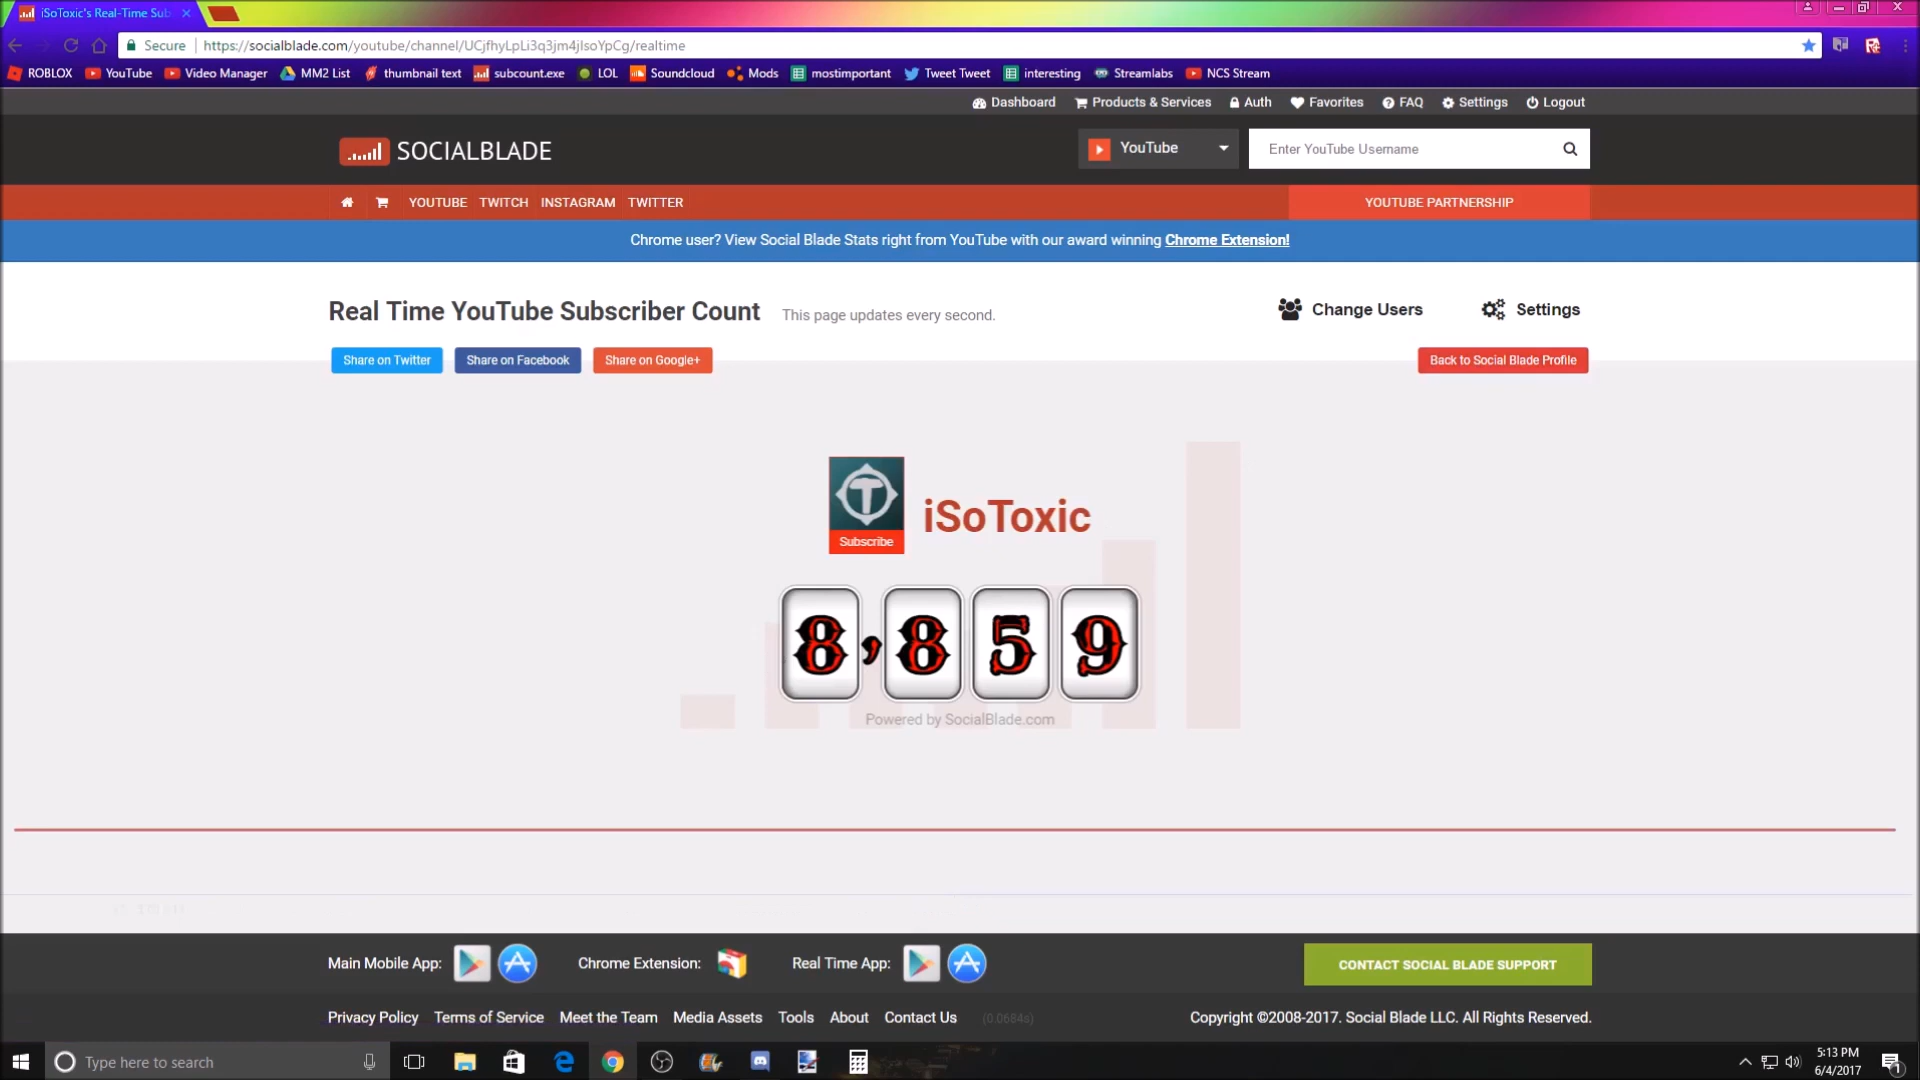 iSoToxic's Real-Time Sub
Secure | https://socialblade.com/youtube/channel/UCjfhyLpLi3q3jm4jIsoYpCg/realtime
ROBLOX YouTube Video Manager MM2 List thumbnail text subcount.exe LOL Soundcloud Mods mostimportant Tweet Tweet interesting Streamlabs NCS Stream
Dashboard Products & Services Auth Favorites FAQ Settings Logout
SOCIALBLADE YouTube Enter YouTube Username
YOUTUBE TWITCH INSTAGRAM TWITTER YOUTUBE PARTNERSHIP
Chrome user? View Social Blade Stats right from YouTube with our award winning Chrome Extension!
Real Time YouTube Subscriber Count This page updates every second. Change Users Settings
Share on Twitter Share on Facebook Share on Google+ Back to Social Blade Profile
T
iSoToxic
Subscribe
8,859
Powered by SocialBlade.com
Main Mobile App: Chrome Extension: Real Time App: CONTACT SOCIAL BLADE SUPPORT
Privacy Policy Terms of Service Meet the Team Media Assets Tools About Contact Us (0.0684s) Copyright ©2008-2017. Social Blade LLC. All Rights Reserved.
Type here to search
5:13 PM
6/4/2017
1